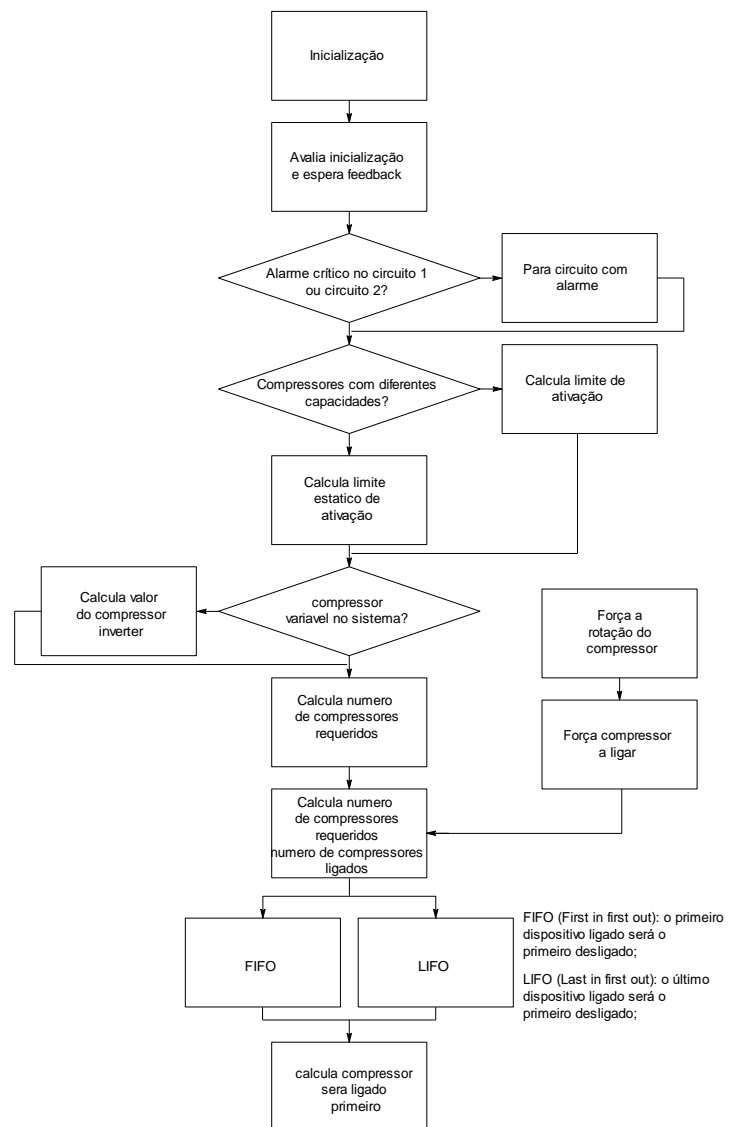 Inicialização
Avalia inicialização
e espera feedback
Alarme crítico no circuito 1
ou circuito 2?
Para circuito com
alarme
Compressores com diferentes
capacidades?
Calcula limite de
ativação
Calcula limite
estatico de
ativação
Calcula valor
do compressor
inverter
compressor
variavel no sistema?
Força a
rotação do
compressor
Calcula numero
de compressores
requeridos
Força compressor
a ligar
Calcula numero
de compressores
requeridos
numero de compressores
ligados
FIFO
LIFO
FIFO (First in first out): o primeiro
dispositivo ligado será o
primeiro desligado;
LIFO (Last in first out): o último
dispositivo ligado será o
primeiro desligado;
calcula compressor
sera ligado
primeiro